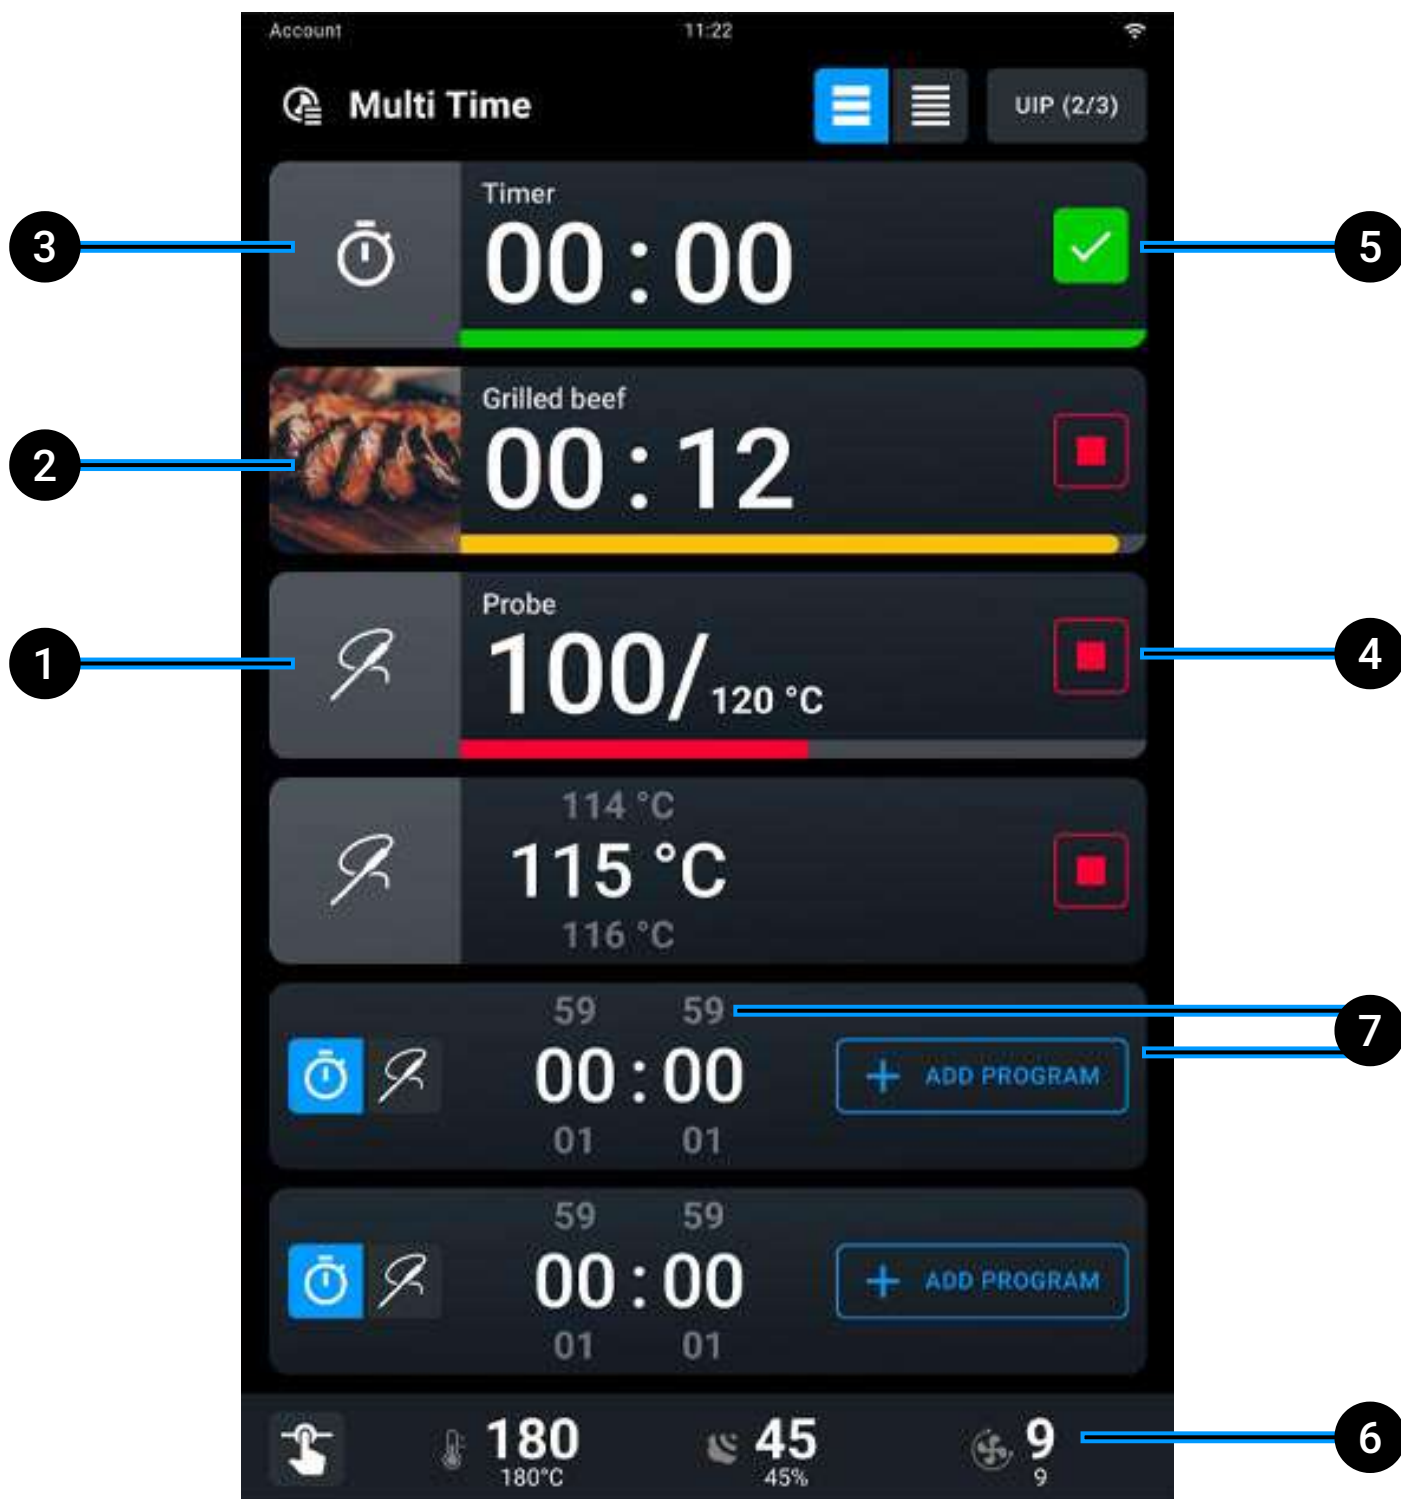 Account 11:22
Multi Time UIP (2/3)
Timer
3 00 : 00 5
Grilled beef
2 00 : 12
Probe
1 100/120 °C 4
114 °C
115 °C
116 °C
59 59
7
00 : 00 + ADD PROGRAM
01 01
59 59
00 : 00 + ADD PROGRAM
01 01
180 45 9 6
180°C 45% 9